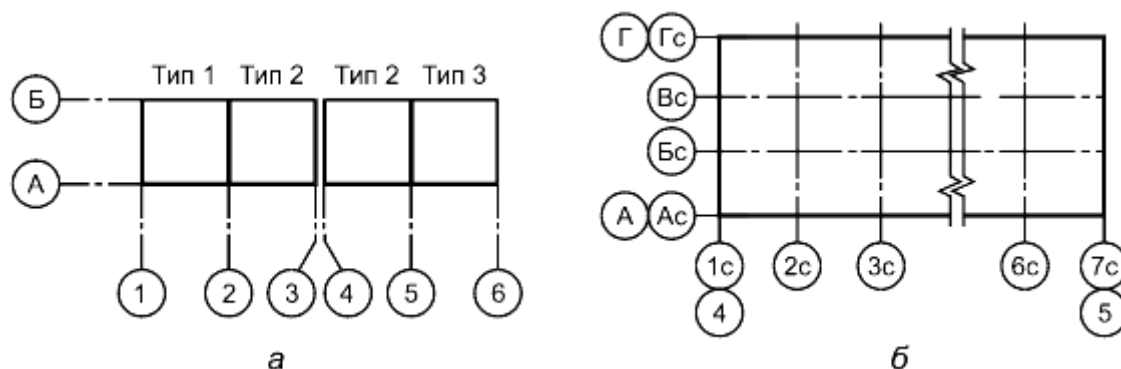 Тип 1 Тип 2 Тип 2 Тип 3
Б
А
1 2 3 4 5 6
а
Г Гс
Вс
Бс
А Ас
1с 2с 3с 6с 7с
4 5
б